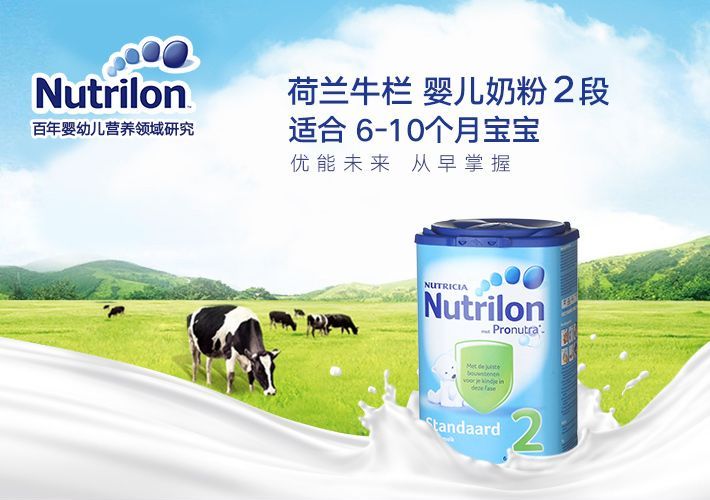 Nutrilon
百年婴幼儿营养领域研究
荷兰牛栏 婴儿奶粉2段
适合 6-10个月宝宝
优能未来 从早掌握
NUTRICIA
Nutrilon
met Pronutra
Met de juiste
bouwstenen
voor je kindje in
deze fase
Standaard
2